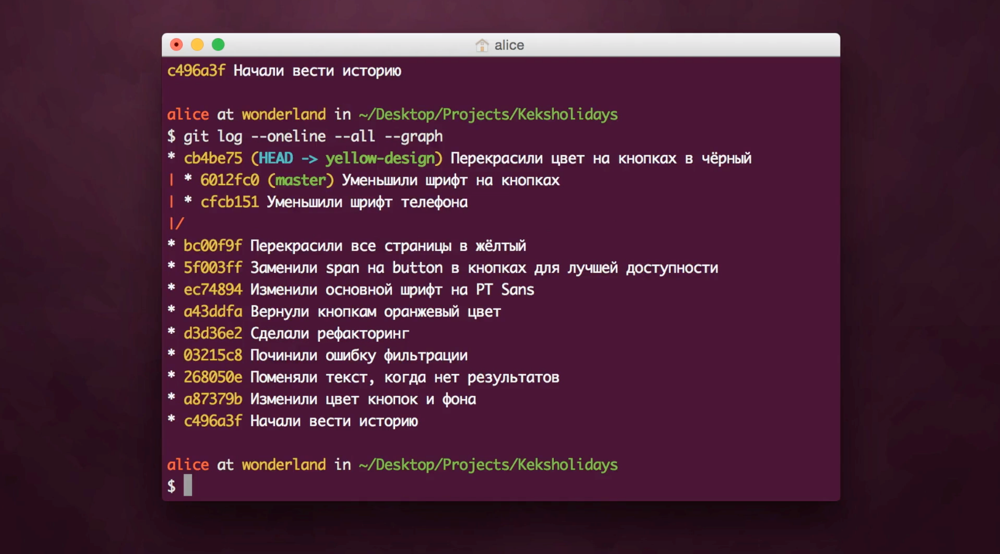 alice
c496a3f Начали вести историю
alice at wonderland in ~/Desktop/Projects/Keksholidays
$ git log --oneline --all --graph
* cb4be75 (HEAD -> yellow-design) Перекрасили цвет на кнопках в чёрный
| * 6012fc0 (master) Уменьшили шрифт на кнопках
| * cfcb151 Уменьшили шрифт телефона
|/
* bc00f9f Перекрасили все страницы в жёлтый
* 5f003ff Заменили span на button в кнопках для лучшей доступности
* ec74894 Изменили основной шрифт на PT Sans
* a43ddfa Вернули кнопкам оранжевый цвет
* d3d36e2 Сделали рефакторинг
* 03215c8 Починили ошибку фильтрации
* 268050e Поменяли текст, когда нет результатов
* a87379b Изменили цвет кнопок и фона
* c496a3f Начали вести историю
alice at wonderland in ~/Desktop/Projects/Keksholidays
$